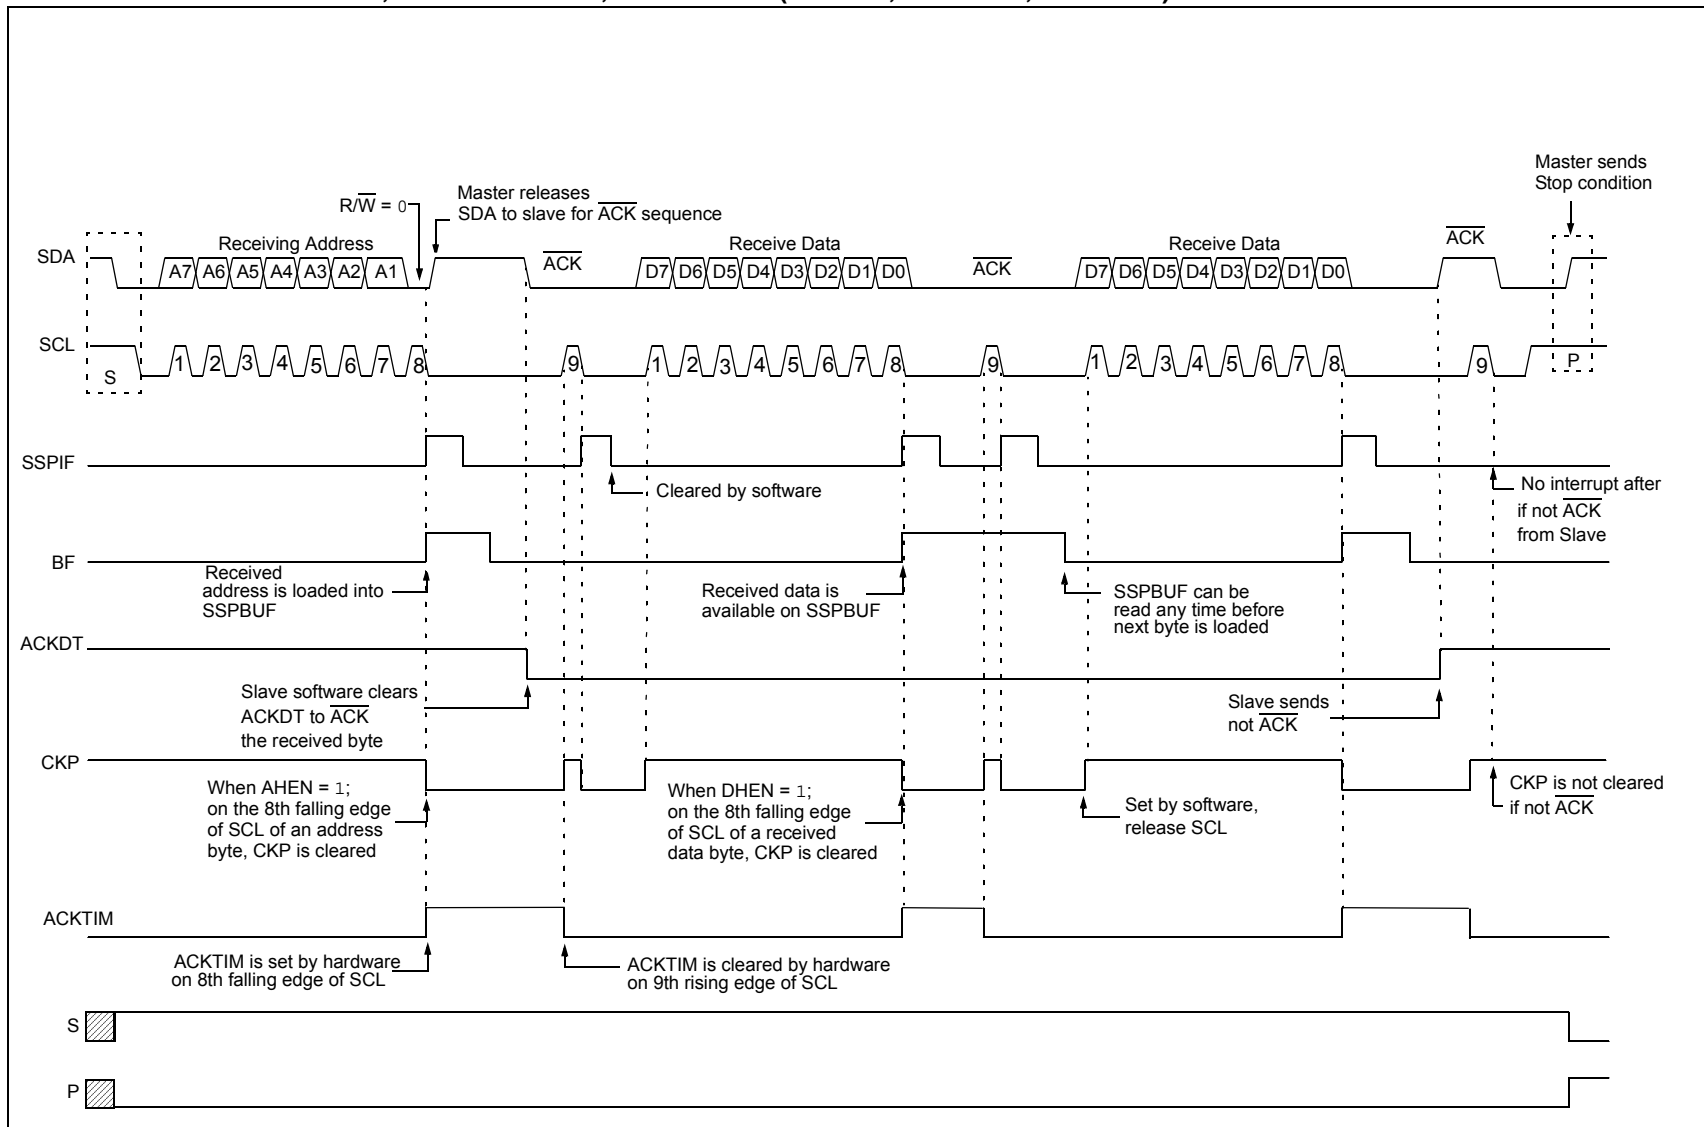 Master sends
Stop condition
R/W̅ = 0
Master releases
SDA to slave for A̅C̅K̅ sequence
SDA
Receiving Address
A7 A6 A5 A4 A3 A2 A1
A̅C̅K̅
Receive Data
D7 D6 D5 D4 D3 D2 D1 D0
A̅C̅K̅
Receive Data
D7 D6 D5 D4 D3 D2 D1 D0
A̅C̅K̅
SCL
S
1 2 3 4 5 6 7 8 9
1 2 3 4 5 6 7 8 9
1 2 3 4 5 6 7 8 9
P
SSPIF
Cleared by software
No interrupt after
if not A̅C̅K̅
from Slave
BF
Received
address is loaded into
SSPBUF
Received data is
available on SSPBUF
SSPBUF can be
read any time before
next byte is loaded
ACKDT
Slave software clears
ACKDT to A̅C̅K̅
the received byte
Slave sends
not A̅C̅K̅
CKP
When AHEN = 1;
on the 8th falling edge
of SCL of an address
byte, CKP is cleared
When DHEN = 1;
on the 8th falling edge
of SCL of a received
data byte, CKP is cleared
Set by software,
release SCL
CKP is not cleared
if not A̅C̅K̅
ACKTIM
ACKTIM is set by hardware
on 8th falling edge of SCL
ACKTIM is cleared by hardware
on 9th rising edge of SCL
S
P